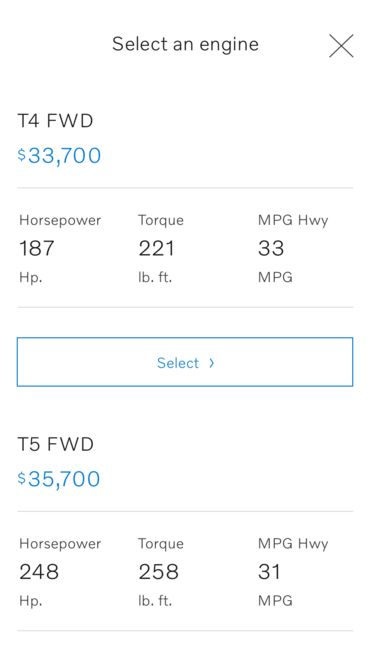 Select an engine
T4 FWD
$33,700
Horsepower Torque MPG Hwy
187 221 33
Hp. lb. ft. MPG
Select
T5 FWD
$35,700
Horsepower Torque MPG Hwy
248 258 31
Hp. lb. ft. MPG